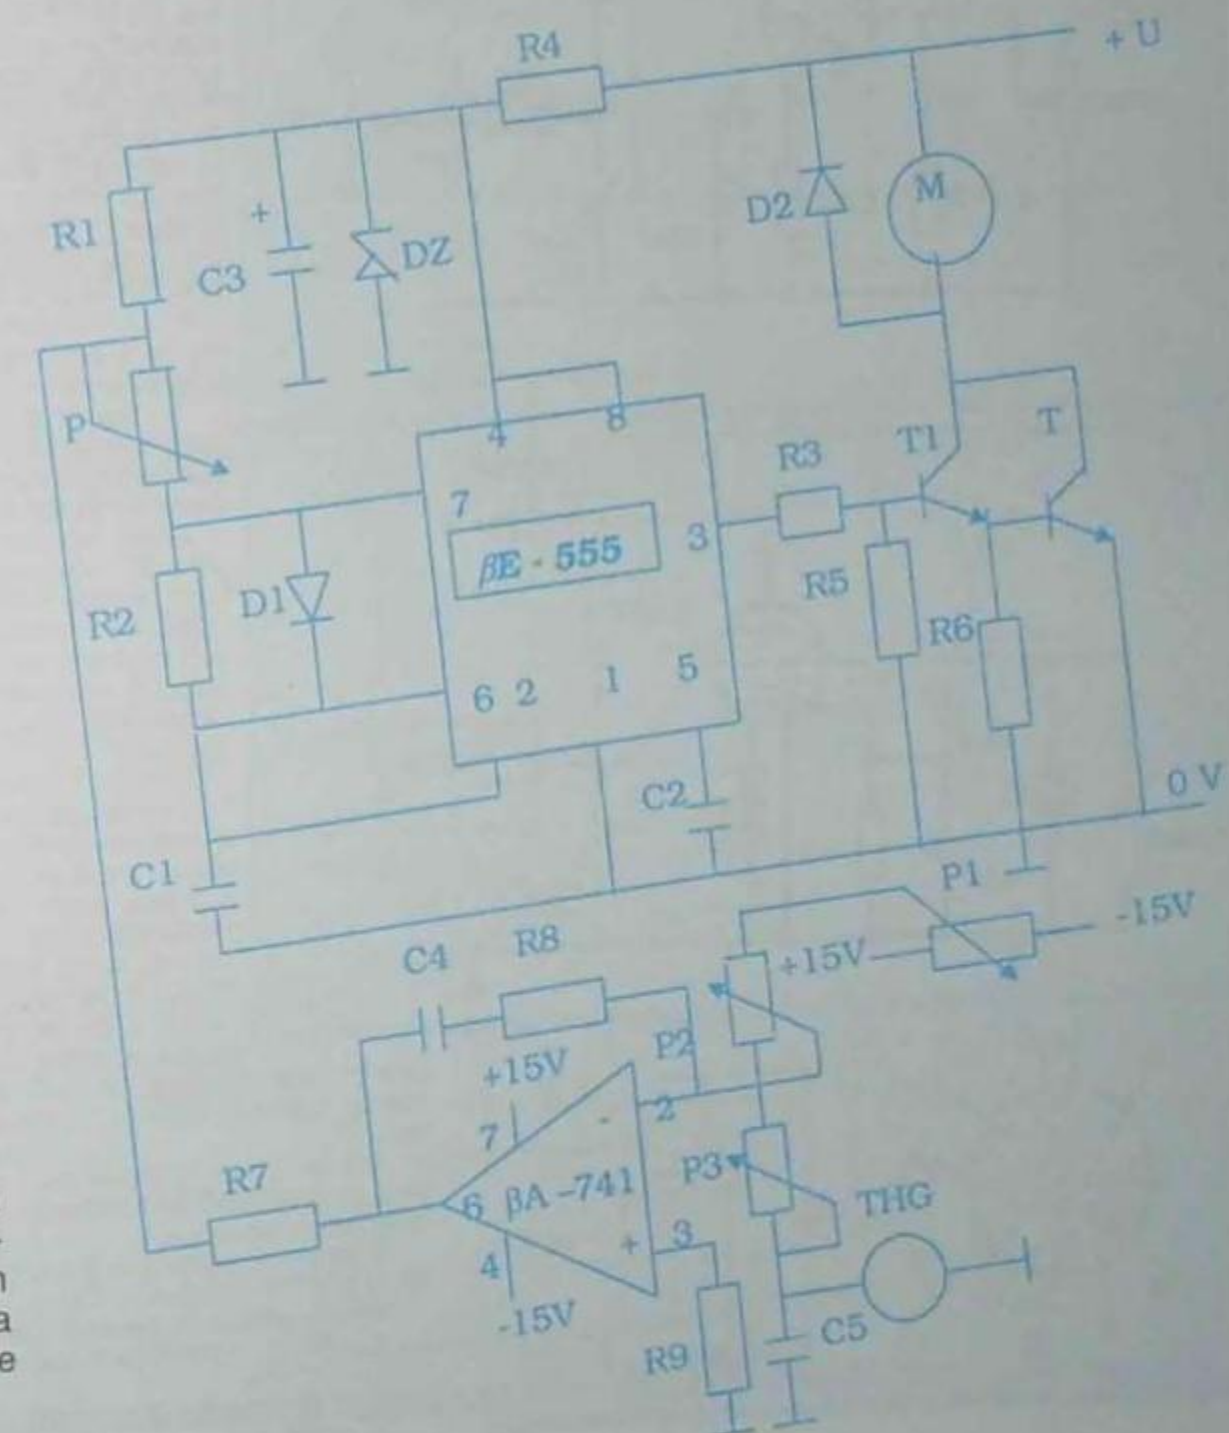 R4
+ U
R1
+
C3
DZ
D2
M
P
4
8
T1
T
R3
7
βE - 555
3
R2
D1
R5
R6
6 2 1 5
C2
0 V
C1
P1
-15V
+15V
C4
R8
P2
+15V
7
-
2
R7
6
βA -741
P3
THG
+
3
4
-15V
C5
R9
n
a
e